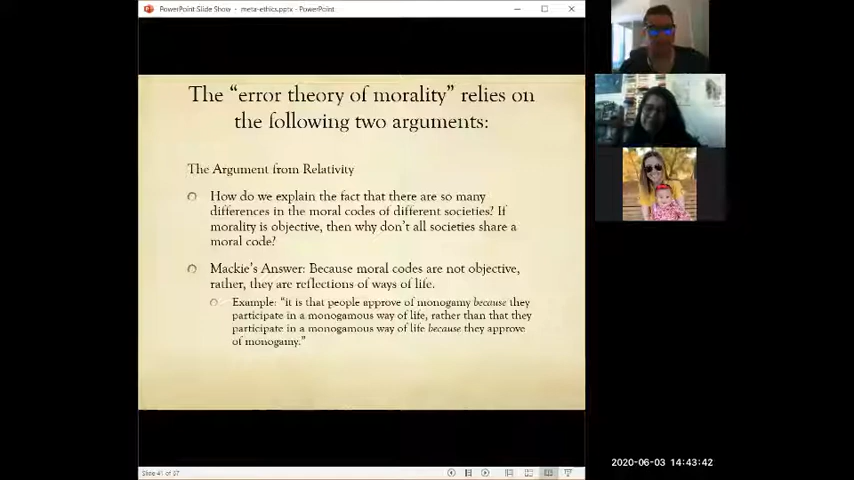 PowerPoint Slide Show - meta-ethics.pptx - PowerPoint
The “error theory of morality” relies on
the following two arguments:
The Argument from Relativity
How do we explain the fact that there are so many
differences in the moral codes of different societies? If
morality is objective, then why don’t all societies share a
moral code?
Mackie’s Answer: Because moral codes are not objective,
rather, they are reflections of ways of life.
Example: “it is that people approve of monogamy because they
participate in a monogamous way of life, rather than that they
participate in a monogamous way of life because they approve
of monogamy.”
2020-06-03 14:43:42
Slide 41 of 57